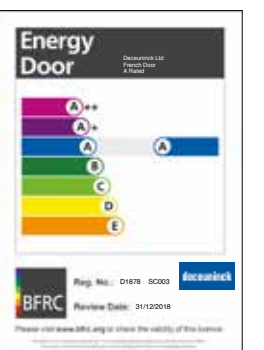 Energy
Door
Deceuninck Ltd
French Door
A Rated
A++
A+
A
A
B
C
D
E
BFRC
Reg. No.: D1878 SC003
deceuninck
Review Date: 31/12/2018
Please visit www.bfrc.org to check the validity of this licence.